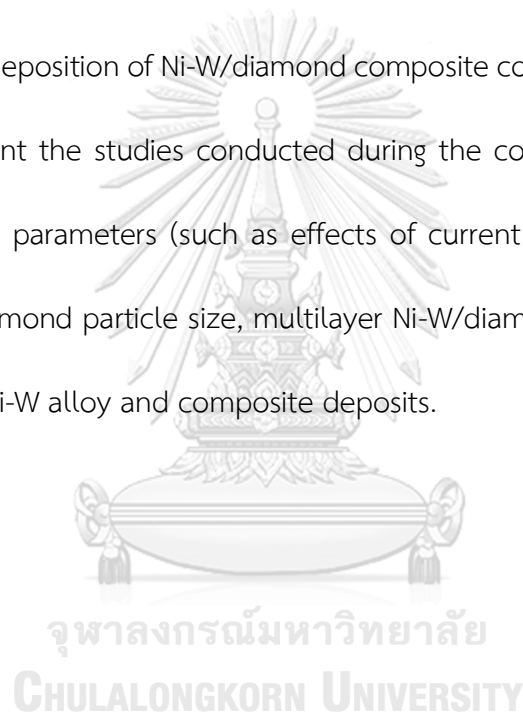 eposition of Ni-W/diamond composite co
nt the studies conducted during the co
parameters (such as effects of current
mond particle size, multilayer Ni-W/diam
i-W alloy and composite deposits.
จุฬาลงกรณ์มหาวิทยาลัย
CHULALONGKORN UNIVERSITY